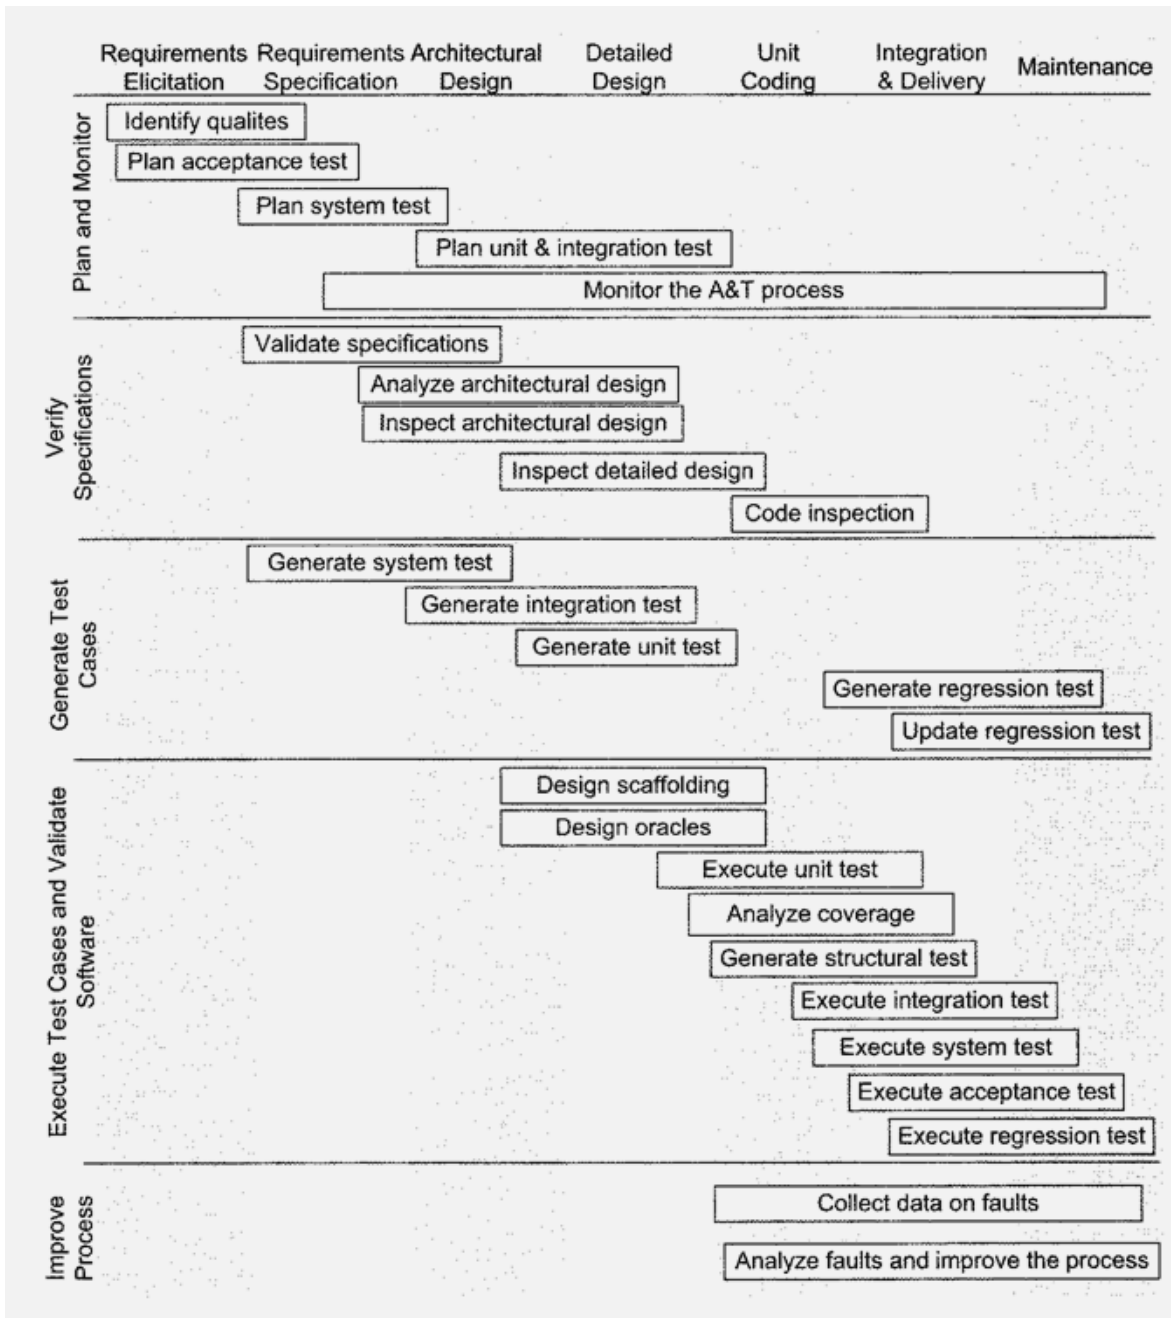 Requirements Requirements Architectural Detailed Unit Integration
Elicitation Specification Design Design Coding & Delivery Maintenance
Plan and Monitor
Identify qualites
Plan acceptance test
Plan system test
Plan unit & integration test
Monitor the A&T process
Verify
Specifications
Validate specifications
Analyze architectural design
Inspect architectural design
Inspect detailed design
Code inspection
Generate Test
Cases
Generate system test
Generate integration test
Generate unit test
Generate regression test
Update regression test
Execute Test Cases and Validate
Software
Design scaffolding
Design oracles
Execute unit test
Analyze coverage
Generate structural test
Execute integration test
Execute system test
Execute acceptance test
Execute regression test
Improve
Process
Collect data on faults
Analyze faults and improve the process